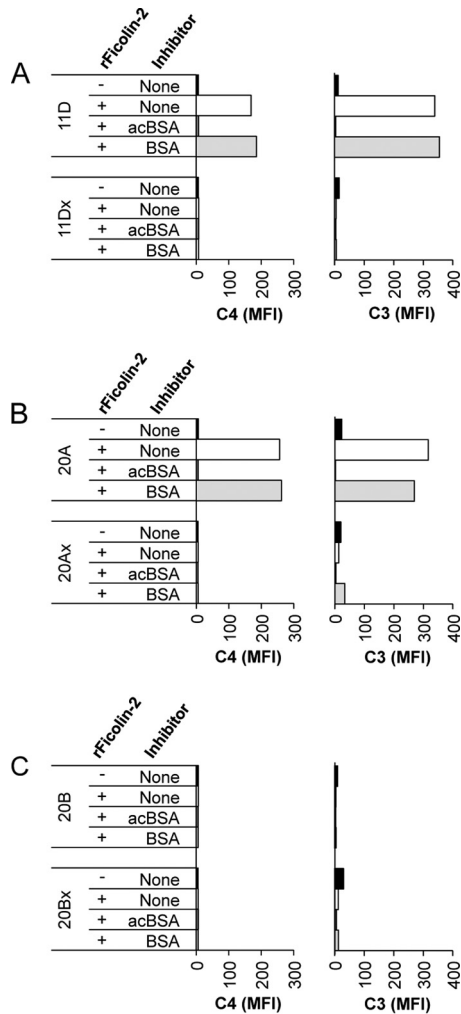 A
rFicolin-2 Inhibitor
11D
- None
+ None
+ acBSA
+ BSA
11Dx
- None
+ None
+ acBSA
+ BSA
0 100 200 300
C4 (MFI)
0 100 200 300 400
C3 (MFI)
B
rFicolin-2 Inhibitor
20A
- None
+ None
+ acBSA
+ BSA
20Ax
- None
+ None
+ acBSA
+ BSA
0 100 200 300
C4 (MFI)
0 100 200 300 400
C3 (MFI)
C
rFicolin-2 Inhibitor
20B
- None
+ None
+ acBSA
+ BSA
20Bx
- None
+ None
+ acBSA
+ BSA
0 100 200 300
C4 (MFI)
0 100 200 300 400
C3 (MFI)